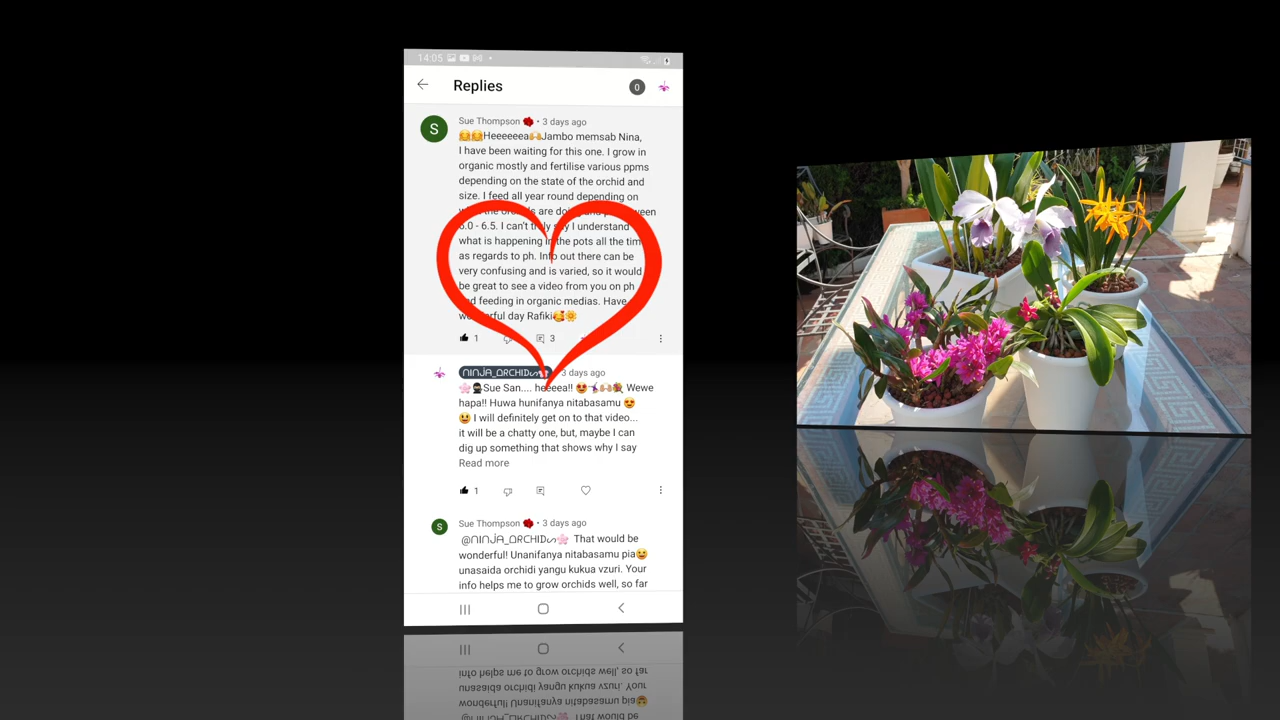 14:05
Replies
0
S
Sue Thompson 🌹 • 3 days ago
🤗🤗Heeeeeea🙌🏼Jambo memsab Nina,
I have been waiting for this one. I grow in
organic mostly and fertilise various ppms
depending on the state of the orchid and
size. I feed all year round depending on
the are
6.0 - 6.5. I can't I understand
what is happening in the pots all the
as regards to ph. Info out there can be
very confusing and is varied, so it would
be great to see a video from you on ph
and feeding in organic medias. Have
wonderful day Rafiki🥰🌞
1
3
ՈIՈJA_ORCHIDഗ🌸 3 days ago
🌸🥷🏿Sue San.... heeeea!! 😍🙌🏼💐 Wewe
hapa!! Huwa hunifanya nitabasamu 😍
😃 I will definitely get on to that video...
it will be a chatty one, but, maybe I can
dig up something that shows why I say
Read more
1
S
Sue Thompson 🌹 • 3 days ago
@ՈIՈJA_ORCHIDഗ🌸 That would be
wonderful! Unanifanya nitabasamu pia😆
unasaida orchidi yangu kukua vzuri. Your
info helps me to grow orchids well, so far